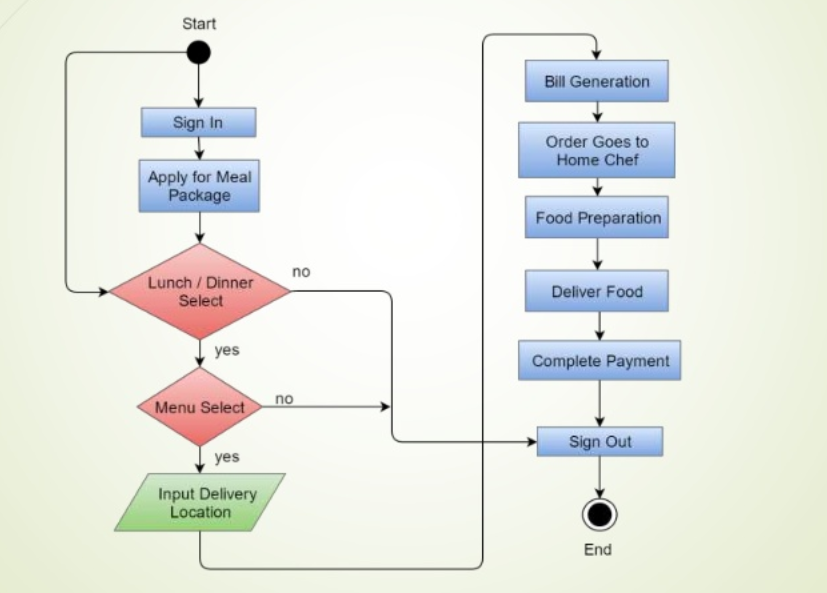 Start
Sign In
Apply for Meal
Package
Lunch / Dinner
Select
no
yes
Menu Select
no
yes
Input Delivery
Location
Bill Generation
Order Goes to
Home Chef
Food Preparation
Deliver Food
Complete Payment
Sign Out
End